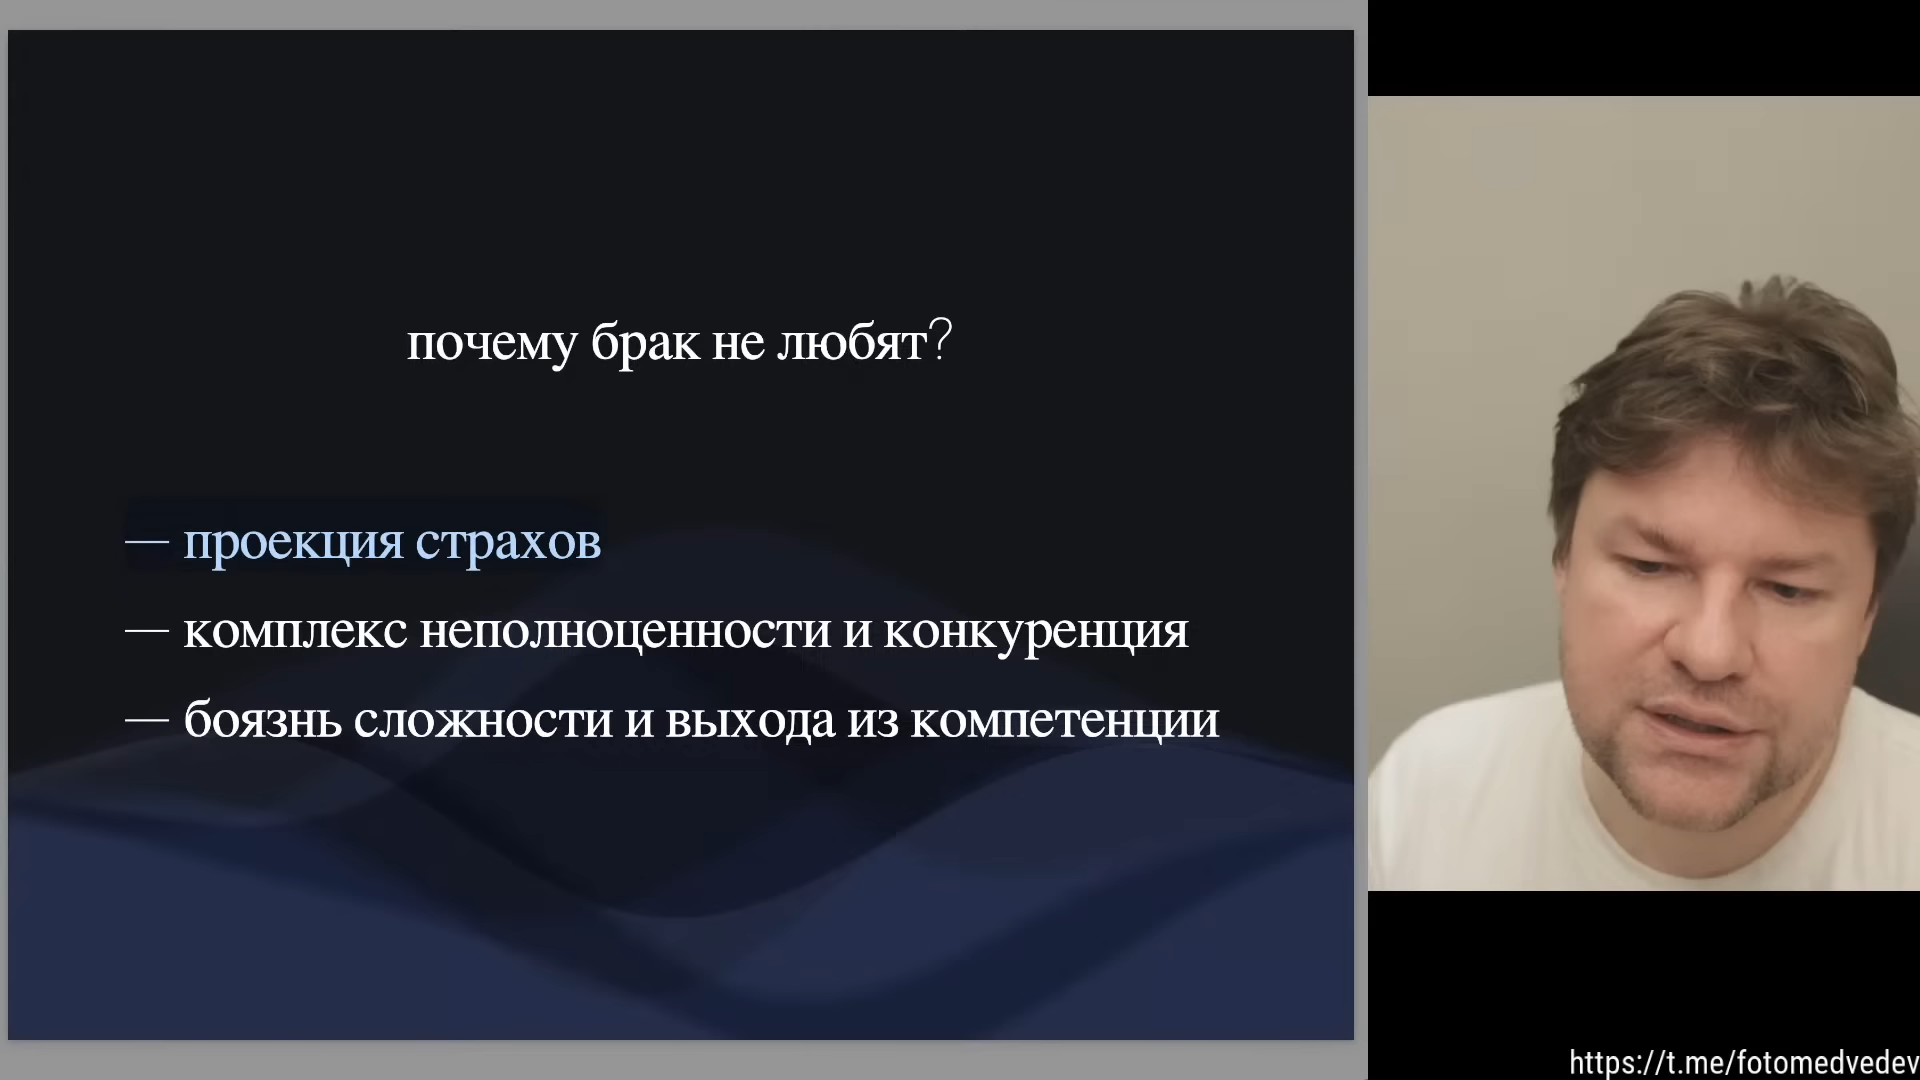 почему брак не любят?
— проекция страхов
— комплекс неполноценности и конкуренция
— боязнь сложности и выхода из компетенции
https://t.me/fotomedvedev